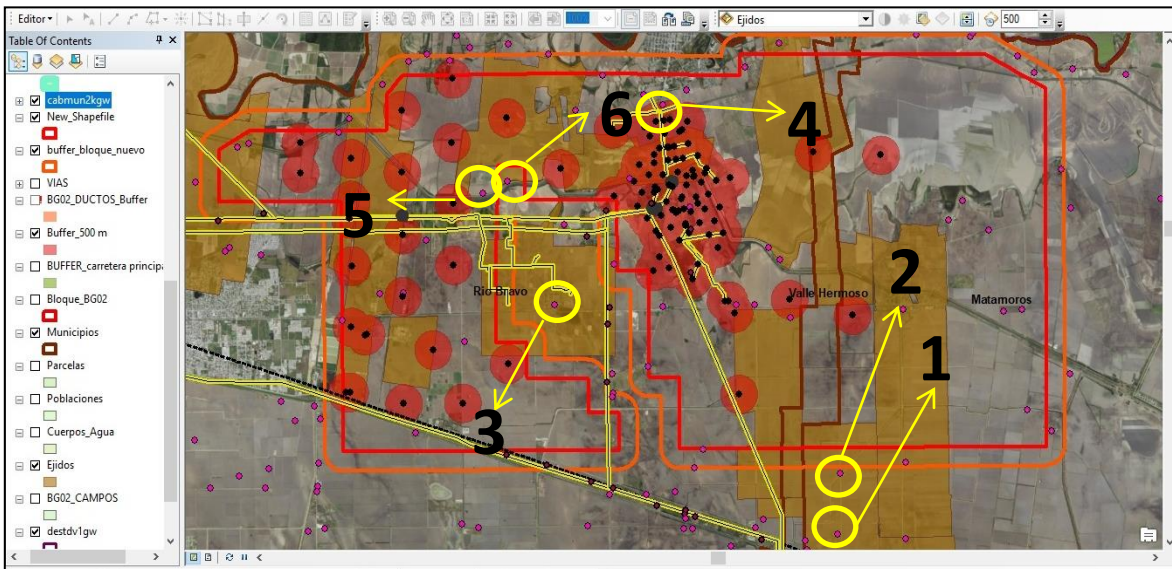 Editor
Ejidos
500
Table Of Contents
cabmun2kgw
New_Shapefile
buffer_bloque_nuevo
VIAS
BG02_DUCTOS_Buffer
Buffer_500 m
BUFFER_carretera principa
Bloque_BG02
Municipios
Parcelas
Poblaciones
Cuerpos_Agua
Ejidos
BG02_CAMPOS
destdv1gw
6
4
5
2
Rio Bravo
Valle Hermoso
Matamoros
1
3